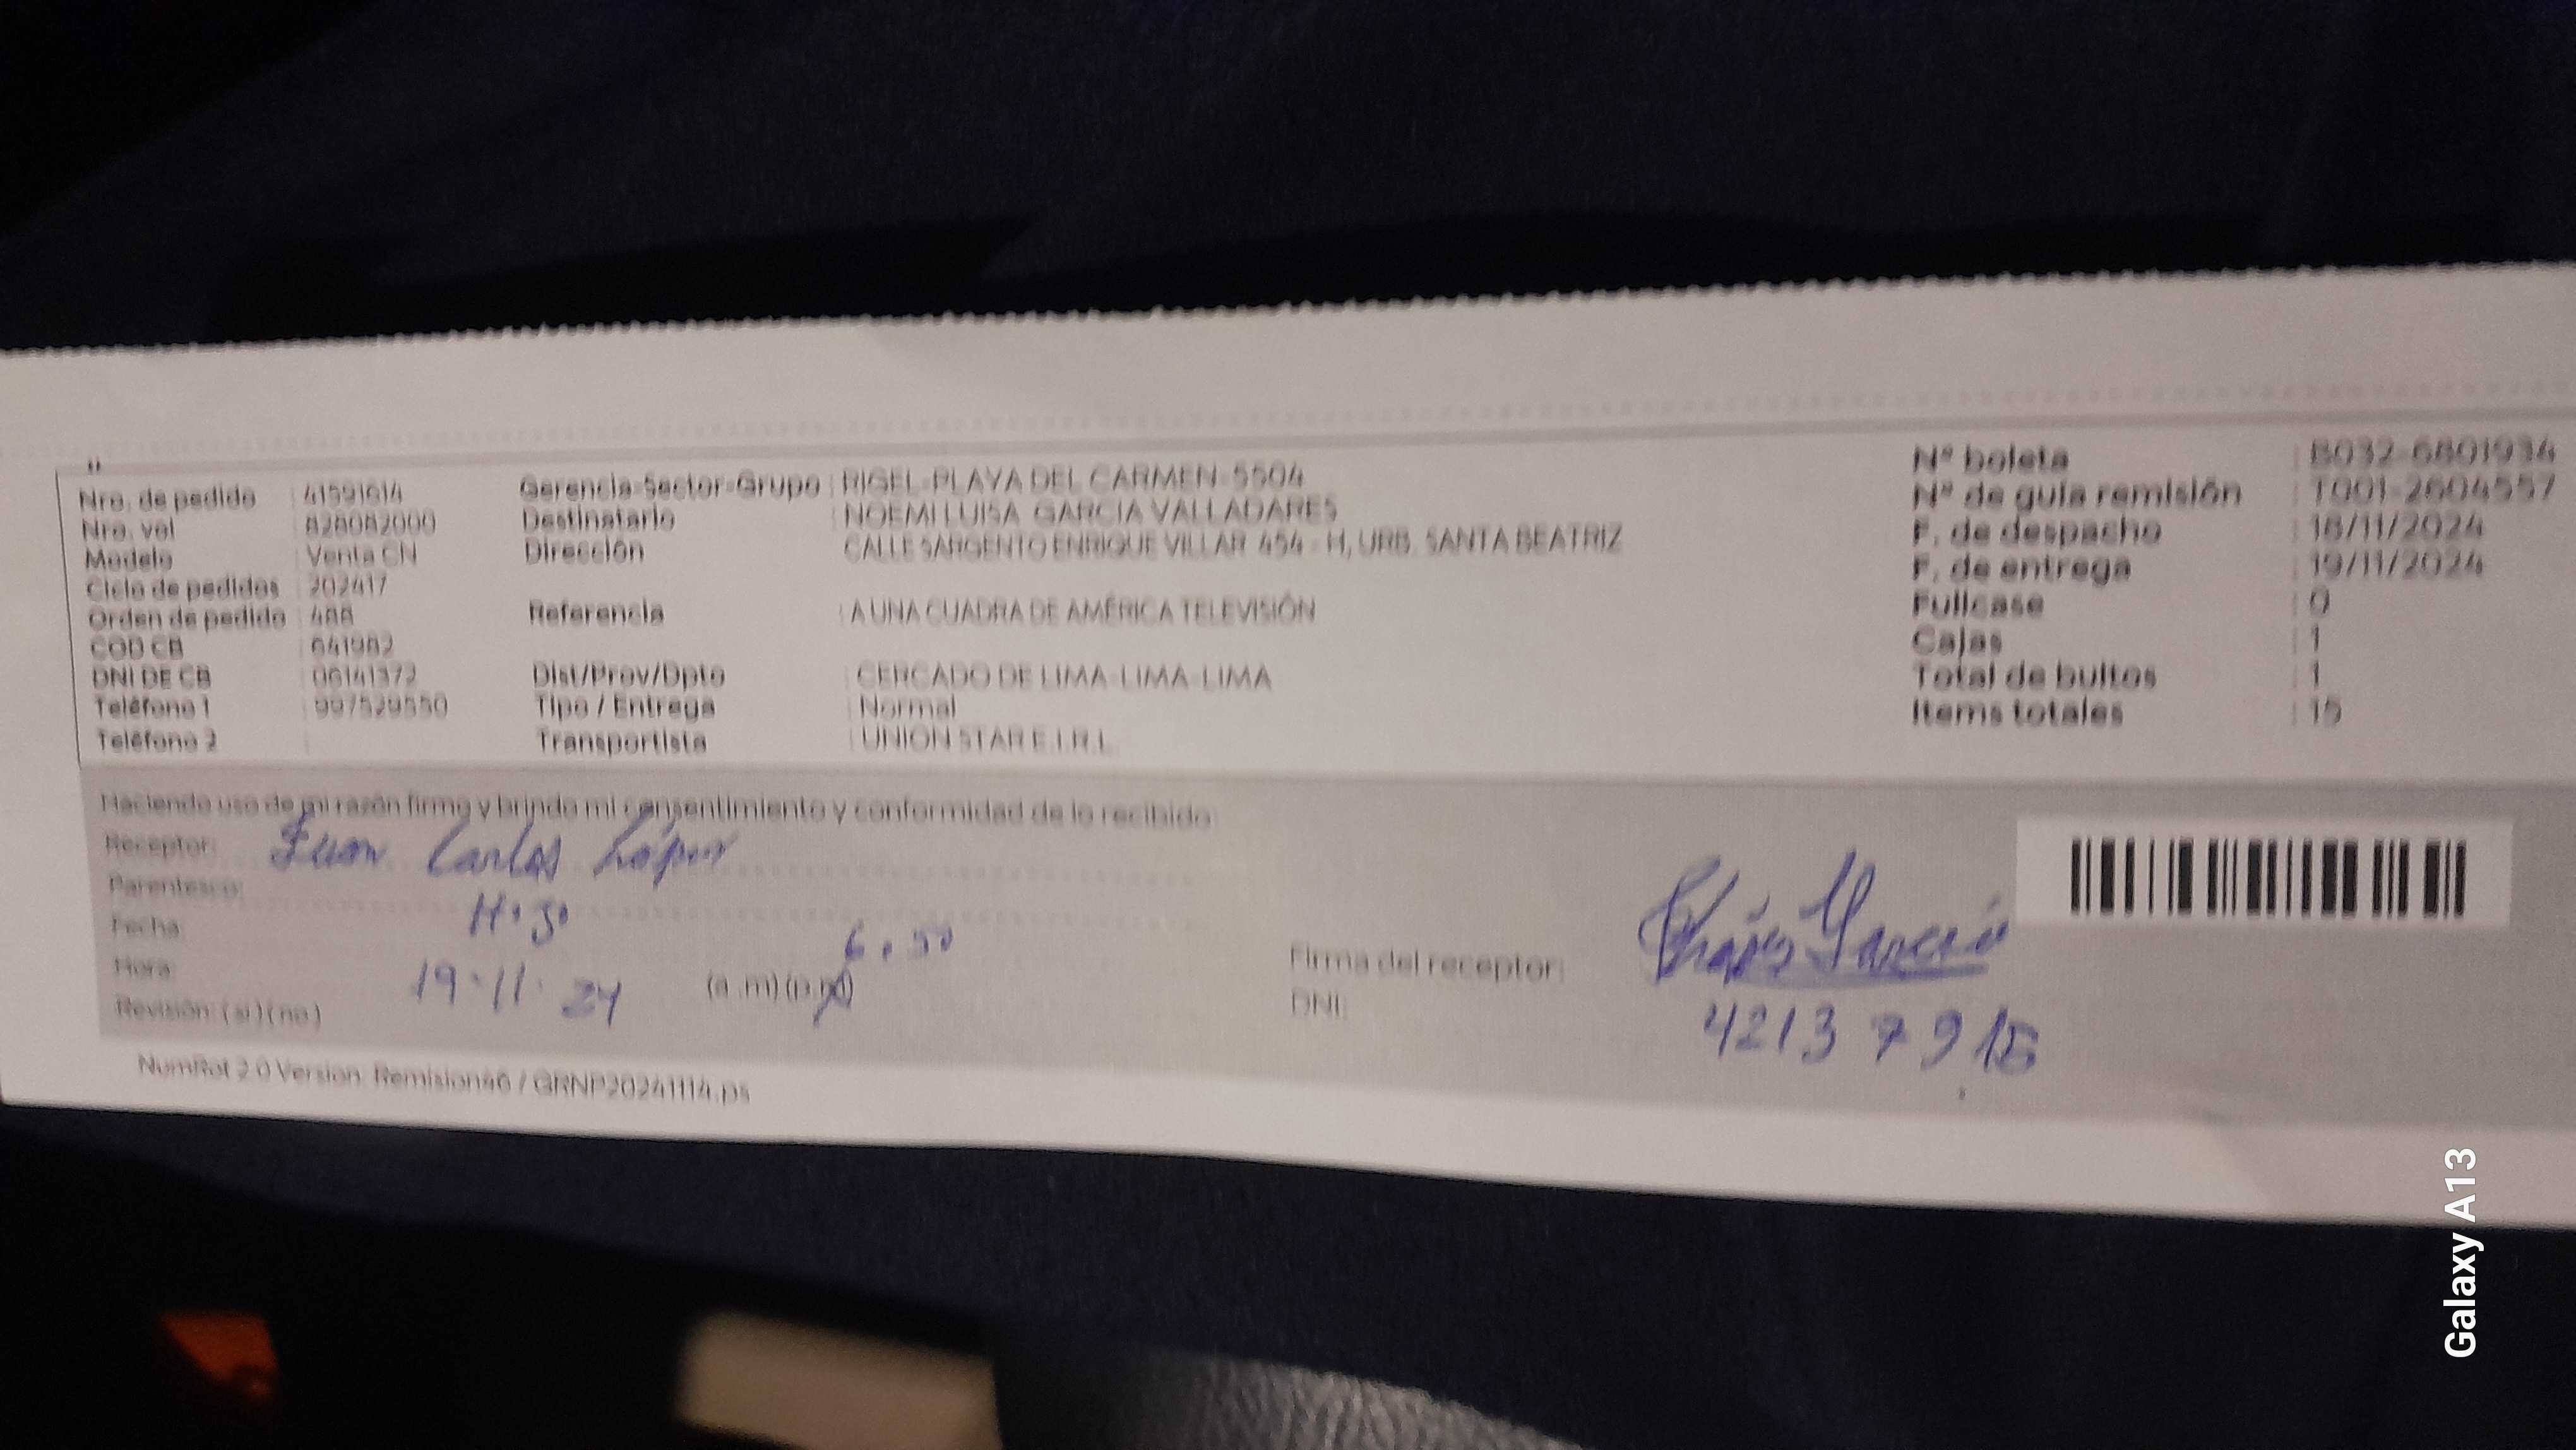 Nro. de pedido : 41591614
Nro. vol : 828082000
Modelo : Venta CN
Ciclo de pedidos : 202417
Orden de pedido : 488
COD CB : 641982
DNI DE CB : 06141372
Teléfono 1 : 997529550
Teléfono 2 :
Gerencia-Sector-Grupo : RIGEL-PLAYA DEL CARMEN-5504
Destinatario : NOEMI LUISA GARCIA VALLADARES
Dirección : CALLE SARGENTO ENRIQUE VILLAR 454 - H, URB. SANTA BEATRIZ
Referencia : A UNA CUADRA DE AMÉRICA TELEVISIÓN
Dist/Prov/Dpto : CERCADO DE LIMA-LIMA-LIMA
Tipo / Entrega : Normal
Transportista : UNION STAR E.I.R.L
Nº boleta : B032-6801934
Nº de guía remisión : T001-2604557
F. de despacho : 18/11/2024
F. de entrega : 19/11/2024
Fullcase : 0
Cajas : 1
Total de bultos : 1
Items totales : 15
Haciendo uso de mi razón firmo y brindo mi consentimiento y conformidad de lo recibido:
Receptor: Juan Carlos López
Parentesco: Hijo
Fecha: 19.11.24
Hora: 6.50 (a.m) (p.m)
Revisión: (si) (no)
Firma del receptor:
DNI: 421379
NumRot 2.0 Version: Remision46 / GRNP20241114.ps
Galaxy A13